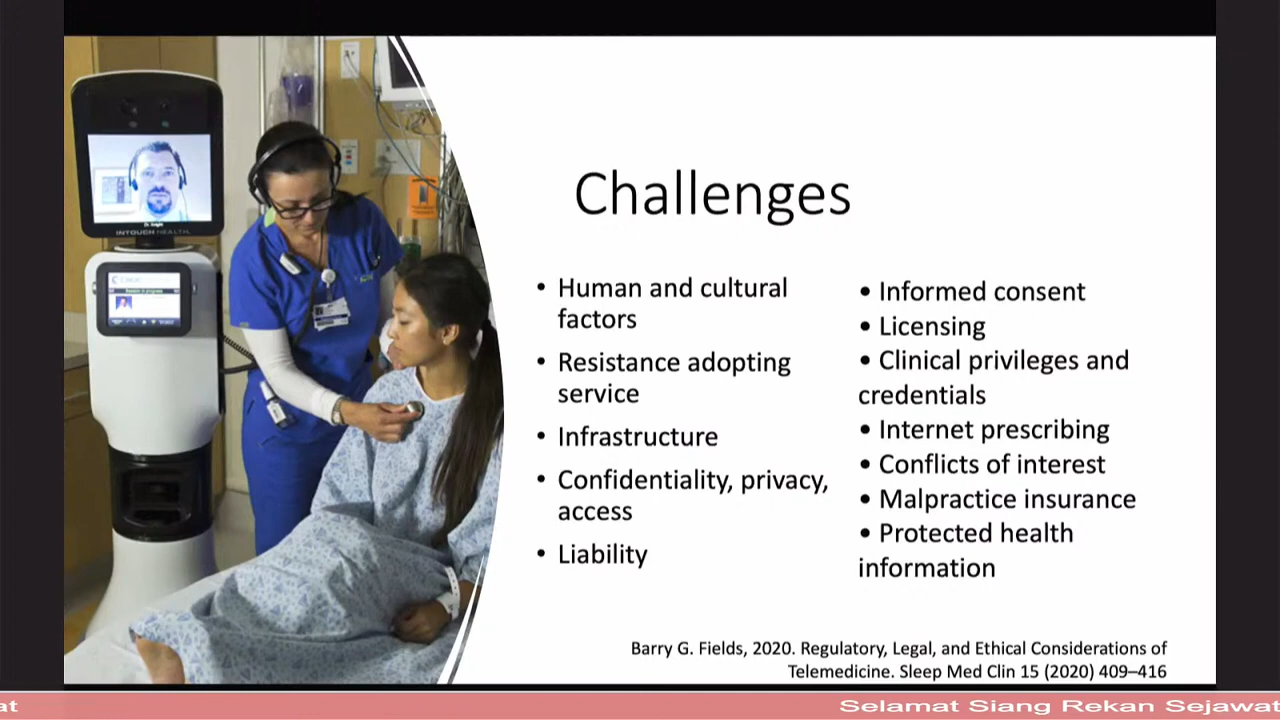 Challenges
• Human and cultural
factors
• Resistance adopting
service
• Infrastructure
• Confidentiality, privacy,
access
• Liability
• Informed consent
• Licensing
• Clinical privileges and
credentials
• Internet prescribing
• Conflicts of interest
• Malpractice insurance
• Protected health
information
Barry G. Fields, 2020. Regulatory, Legal, and Ethical Considerations of
Telemedicine. Sleep Med Clin 15 (2020) 409–416
INTOUCH HEALTH
at
Selamat Siang Rekan Sejawat